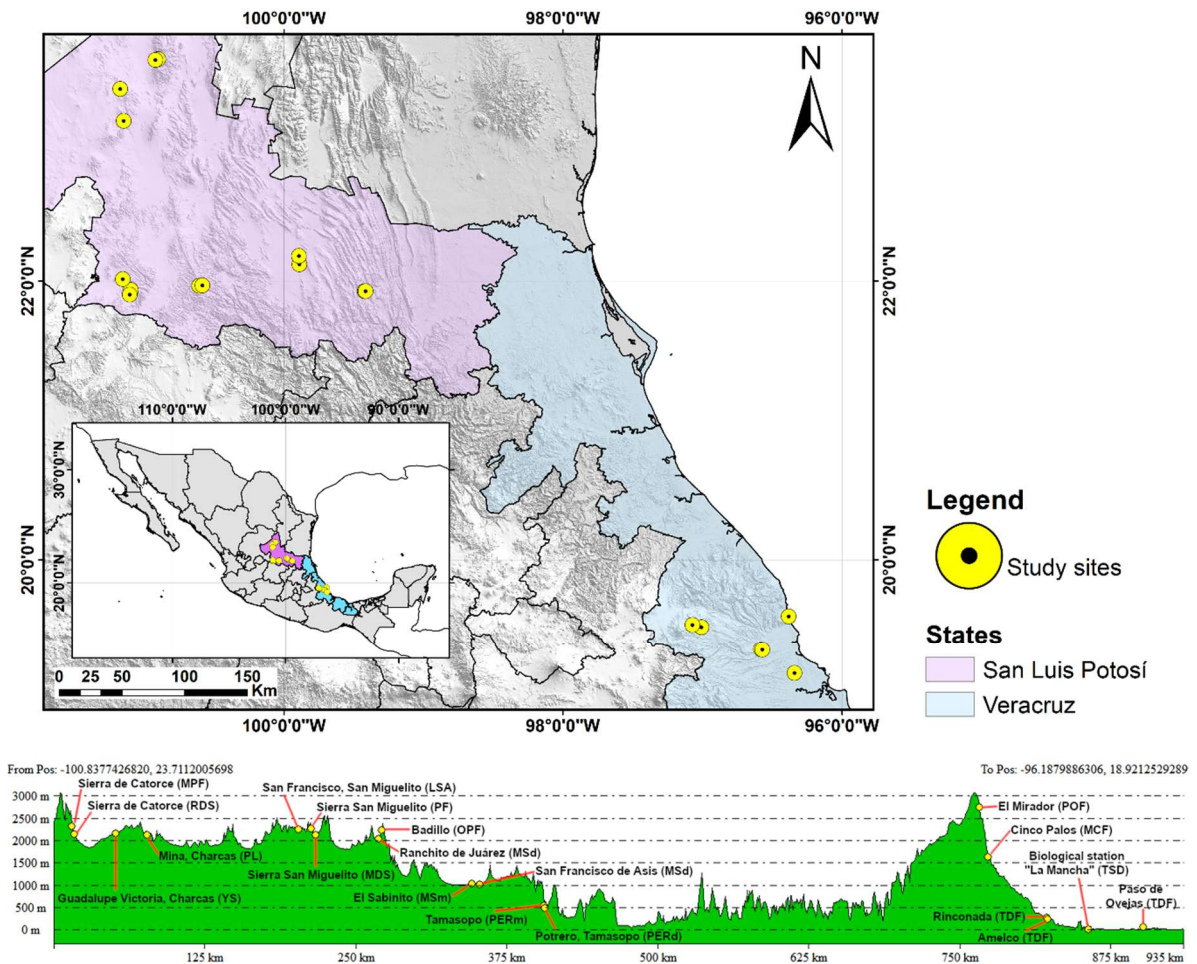 100°0'0"W 98°0'0"W 96°0'0"W
N
22°0'0"N 22°0'0"N
110°0'0"W 100°0'0"W 90°0'0"W
30°0'0"N
20°0'0"N
20°0'0"N 20°0'0"N
0 25 50 100 150
Km
100°0'0"W 98°0'0"W 96°0'0"W
Legend
Study sites
States
San Luis Potosí
Veracruz
From Pos: -100.8377426820, 23.7112005698 To Pos: -96.1879886306, 18.9212529289
3000 m
2500 m
2000 m
1500 m
1000 m
500 m
0 m
Sierra de Catorce (MPF)
Sierra de Catorce (RDS)
Guadalupe Victoria, Charcas (YS)
Mina, Charcas (PL)
San Francisco, San Miguelito (LSA)
Sierra San Miguelito (PF)
Sierra San Miguelito (MDS)
Badillo (OPF)
Ranchito de Juárez (MSd)
El Sabinito (MSm)
San Francisco de Asis (MSd)
Tamasopo (PERm)
Potrero, Tamasopo (PERd)
El Mirador (POF)
Cinco Palos (MCF)
Biological station
"La Mancha" (TSD)
Paso de
Ovejas (TDF)
Rinconada (TDF)
Amelco (TDF)
125 km 250 km 375 km 500 km 625 km 750 km 875 km 935 km